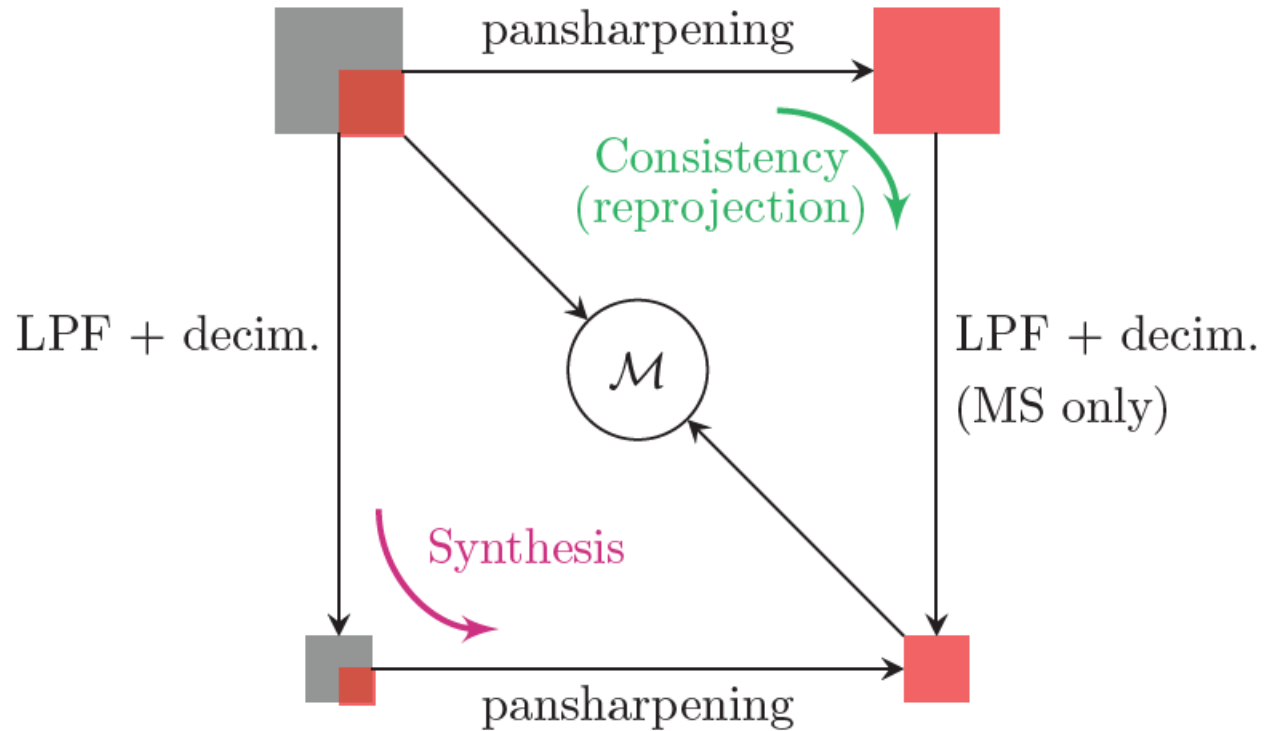 pansharpening
Consistency
(reprojection)
LPF + decim.
LPF + decim.
(MS only)
ℳ
Synthesis
pansharpening